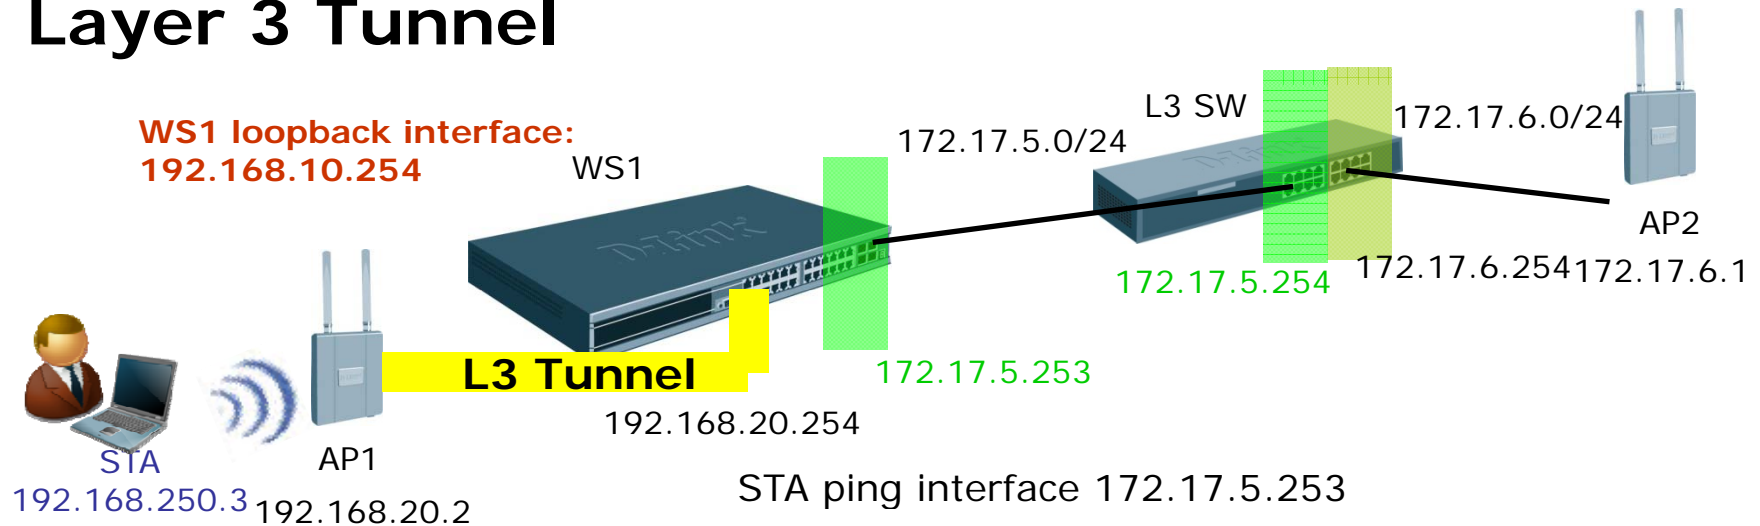 Layer 3 Tunnel
WS1 loopback interface:
192.168.10.254
WS1
172.17.5.0/24
L3 SW
172.17.6.0/24
D-Link
D-Link
AP2
172.17.5.254
172.17.6.254
172.17.6.1
L3 Tunnel
172.17.5.253
192.168.20.254
STA
192.168.250.3
AP1
192.168.20.2
STA ping interface 172.17.5.253